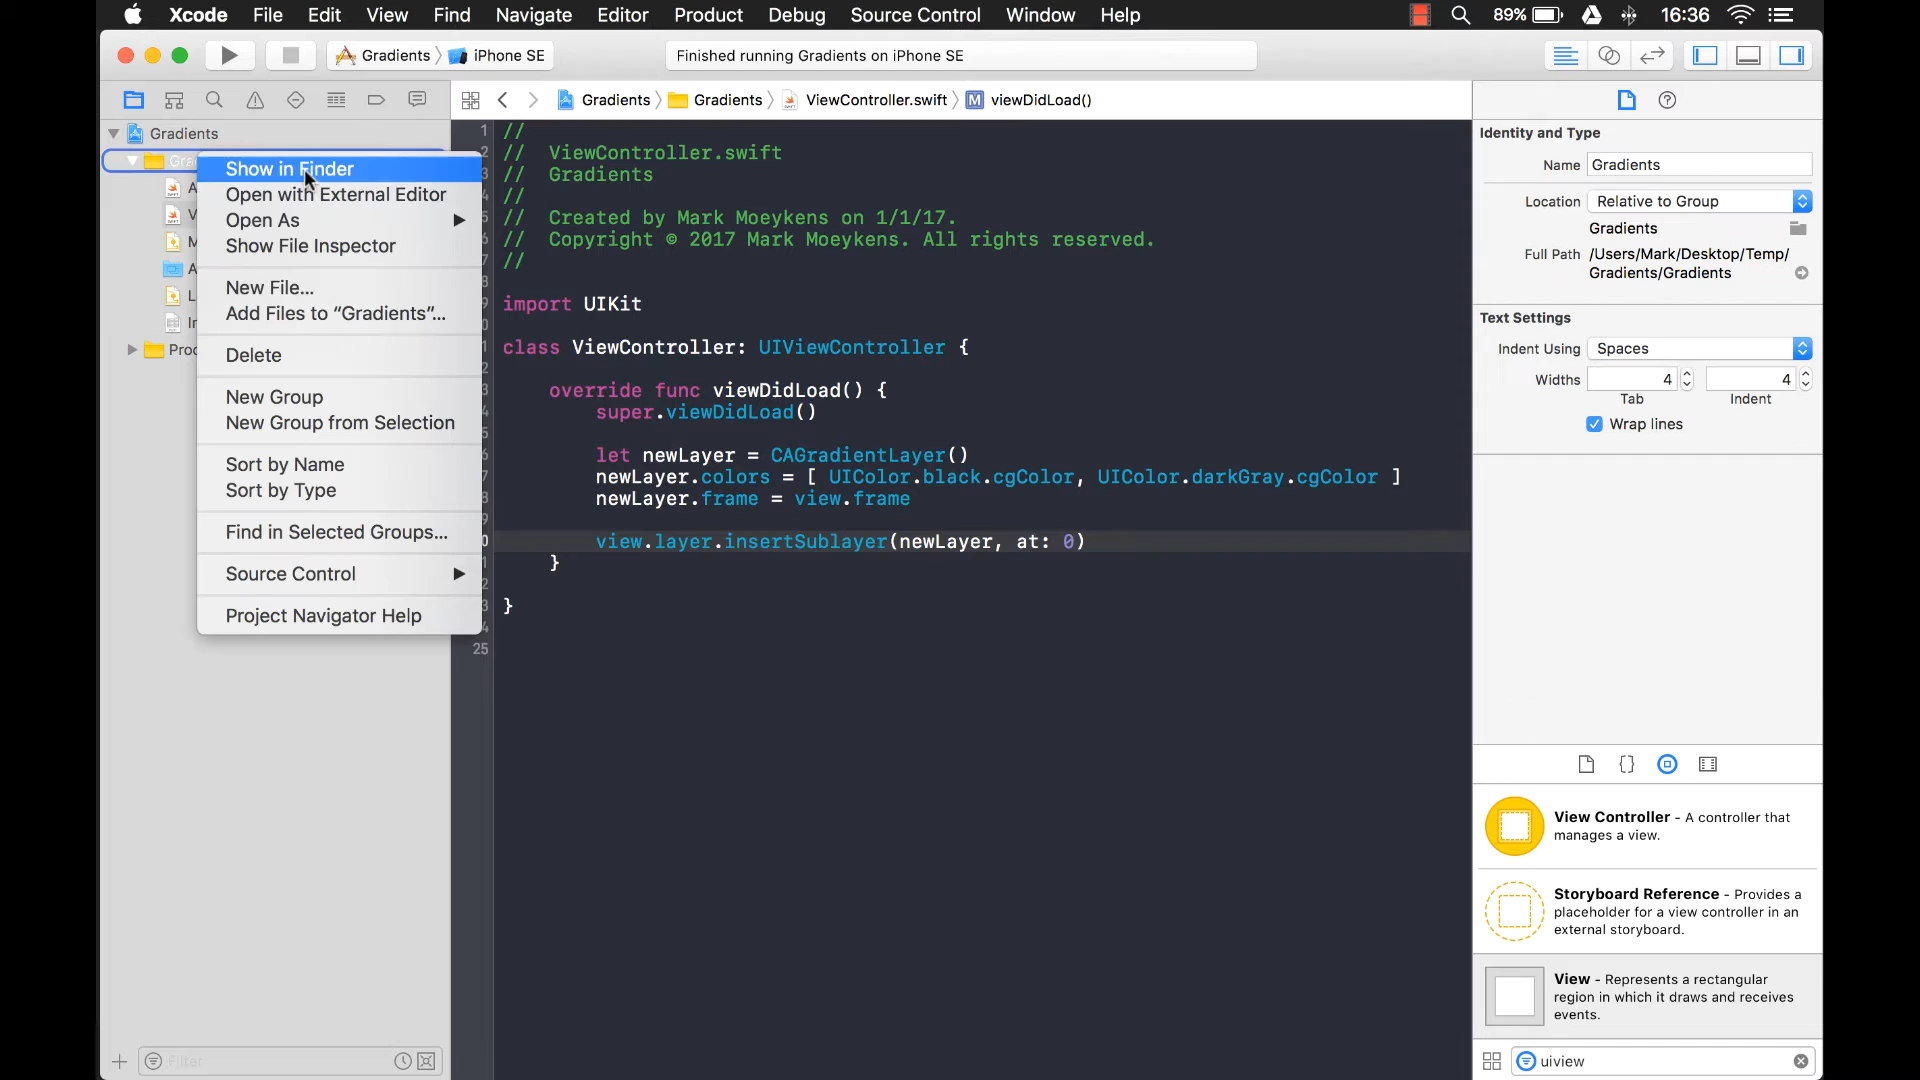 Xcode File Edit View Find Navigate Editor Product Debug Source Control Window Help 89% 16:36
Gradients iPhone SE
Finished running Gradients on iPhone SE
Gradients Gradients ViewController.swift M viewDidLoad()
Gradients
Show in Finder
Open with External Editor
Open As
Show File Inspector
New File...
Add Files to “Gradients”...
Delete
New Group
New Group from Selection
Sort by Name
Sort by Type
Find in Selected Groups...
Source Control
Project Navigator Help
Filter
1 //
// ViewController.swift
// Gradients
//
// Created by Mark Moeykens on 1/1/17.
// Copyright © 2017 Mark Moeykens. All rights reserved.
//
import UIKit
class ViewController: UIViewController {
override func viewDidLoad() {
super.viewDidLoad()
let newLayer = CAGradientLayer()
newLayer.colors = [ UIColor.black.cgColor, UIColor.darkGray.cgColor ]
newLayer.frame = view.frame
view.layer.insertSublayer(newLayer, at: 0)
}
}
25
Identity and Type
Name Gradients
Location Relative to Group
Gradients
Full Path /Users/Mark/Desktop/Temp/
Gradients/Gradients
Text Settings
Indent Using Spaces
Widths 4 4
Tab Indent
Wrap lines
View Controller - A controller that
manages a view.
Storyboard Reference - Provides a
placeholder for a view controller in an
external storyboard.
View - Represents a rectangular
region in which it draws and receives
events.
uiview